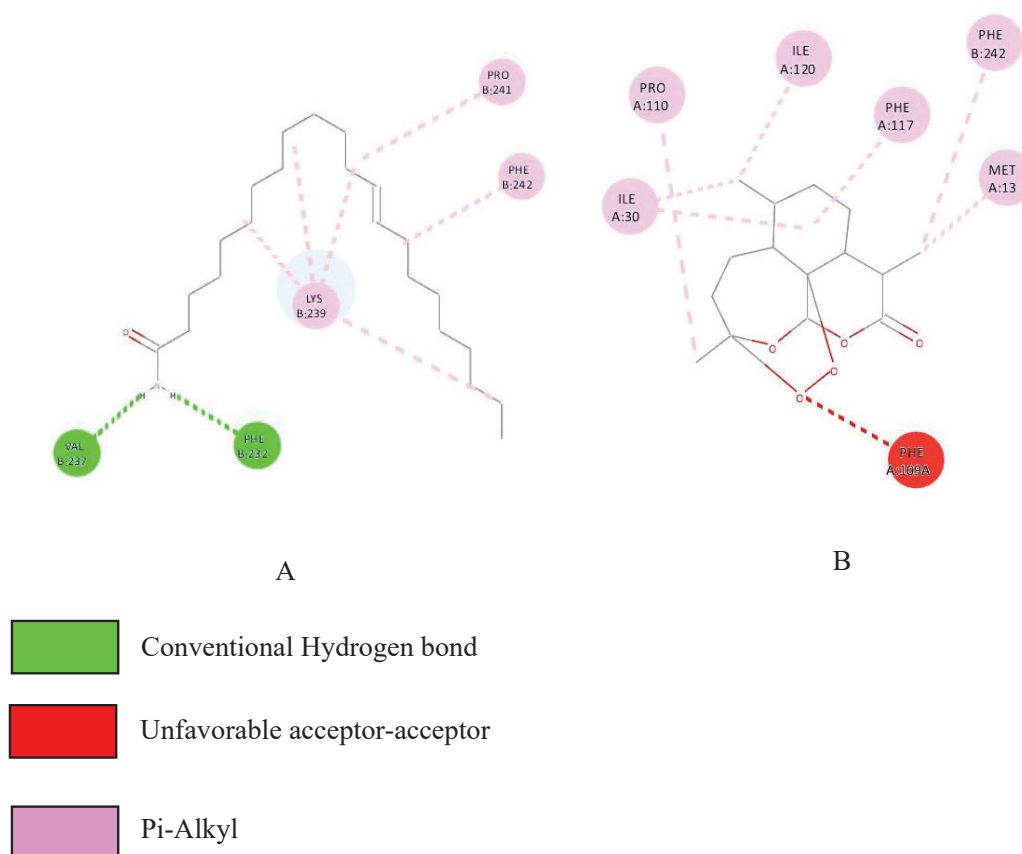 PRO
B:241
PHE
B:242
LYS
B:239
O
N
H
H
VAL
B:237
PHE
B:232
A
ILE
A:120
PHE
B:242
PRO
A:110
PHE
A:117
MET
A:13
ILE
A:30
O
O
O
O
O
PHE
A:109A
B
Conventional Hydrogen bond
Unfavorable acceptor-acceptor
Pi-Alkyl